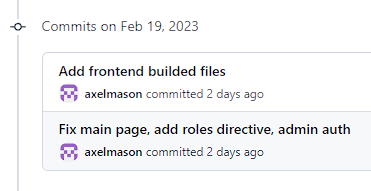 Commits on Feb 19, 2023
Add frontend builded files
axelmason committed 2 days ago
Fix main page, add roles directive, admin auth
axelmason committed 2 days ago